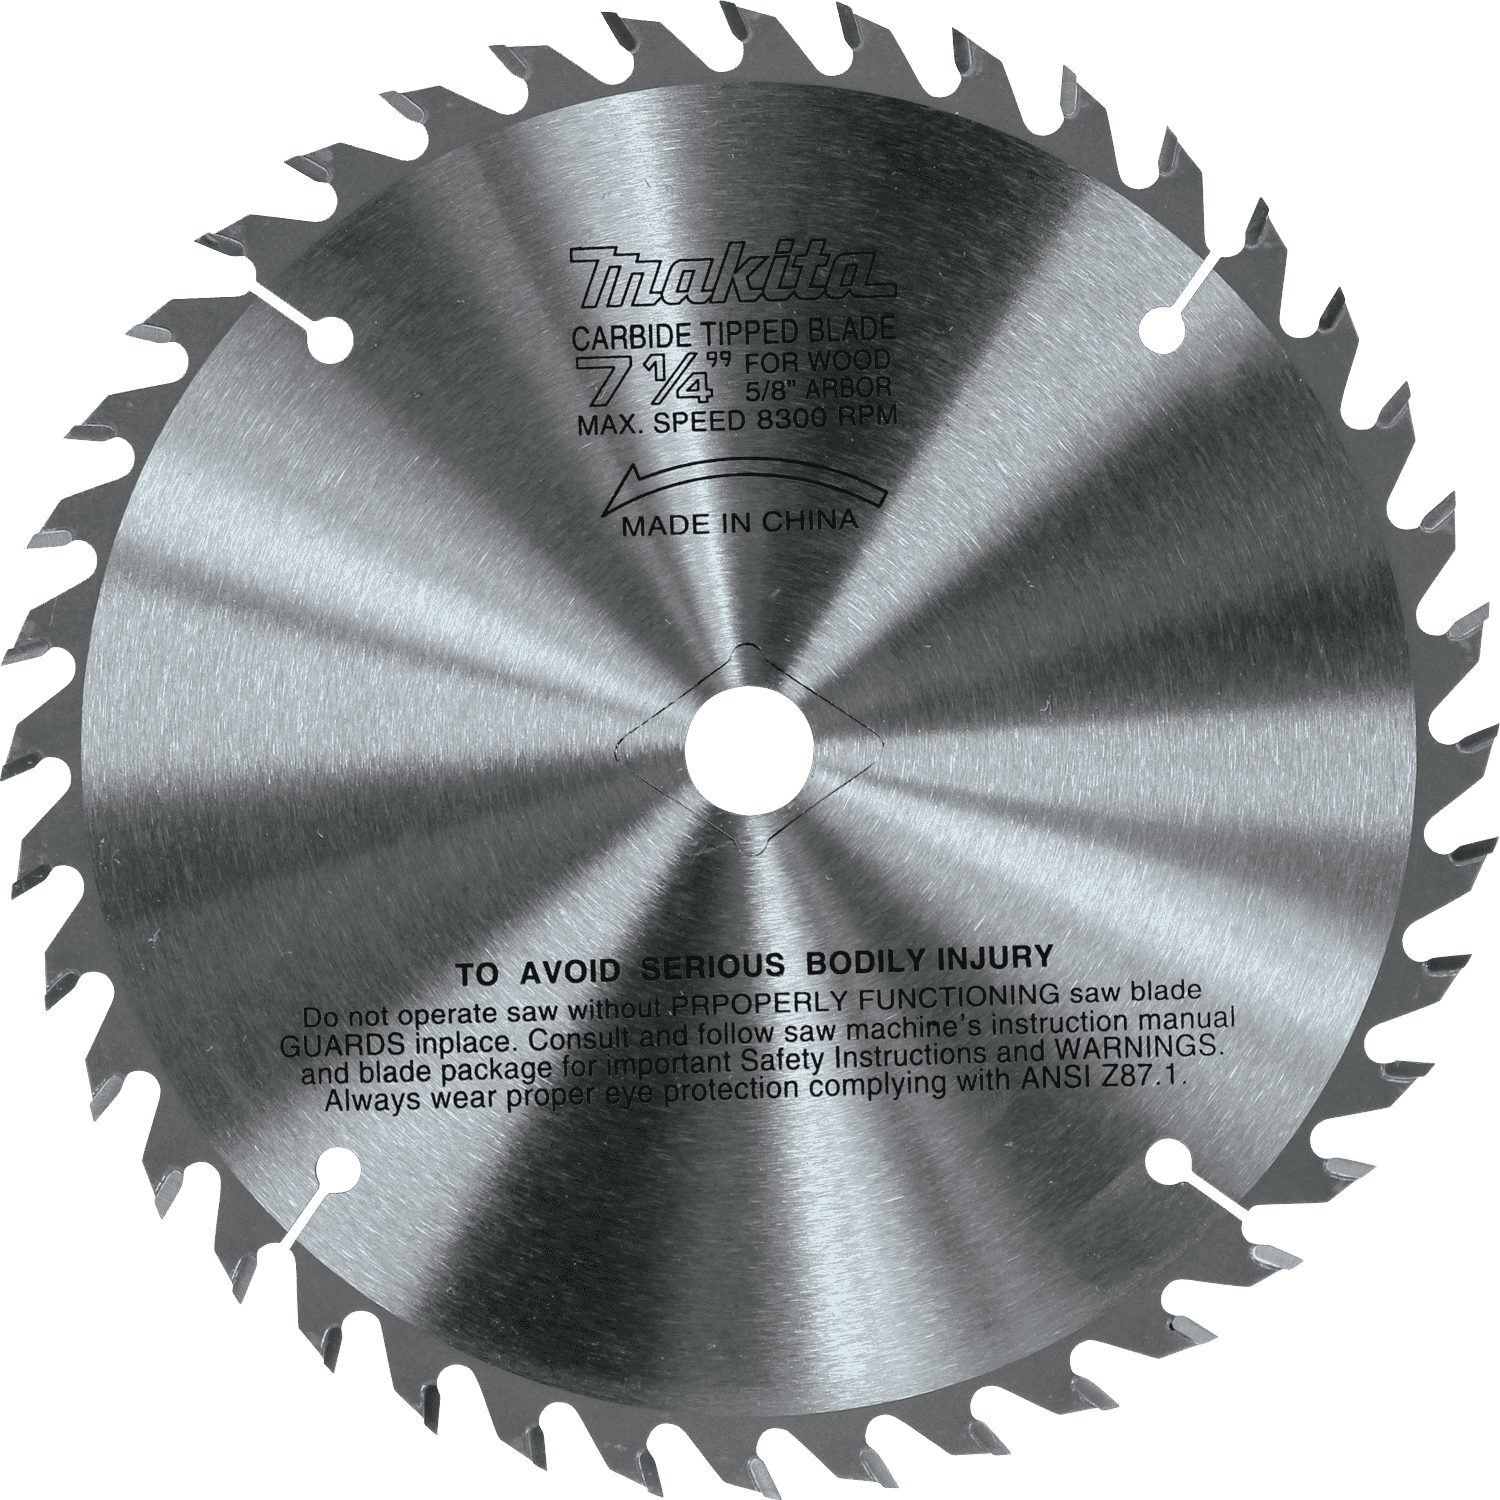 makita
CARBIDE TIPPED BLADE
7 1/4" FOR WOOD
5/8" ARBOR
MAX. SPEED 8300 RPM
MADE IN CHINA
TO AVOID SERIOUS BODILY INJURY
Do not operate saw without PRPOPERLY FUNCTIONING saw blade
GUARDS inplace. Consult and follow saw machine's instruction manual
and blade package for important Safety Instructions and WARNINGS.
Always wear proper eye protection complying with ANSI Z87.1.